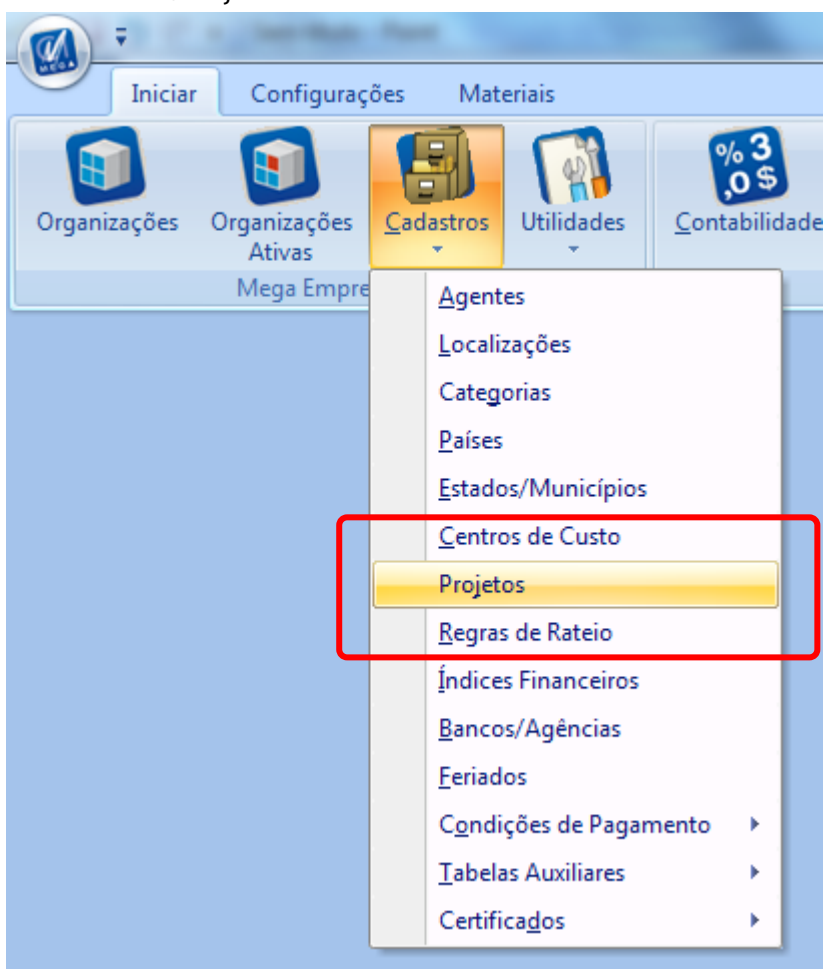 MEGA
Iniciar Configurações Materiais
% 3
,0 $
Organizações Organizações Ativas Cadastros Utilidades Contabilidade
Mega Empre
Agentes
Localizações
Categorias
Países
Estados/Municípios
Centros de Custo
Projetos
Regras de Rateio
Índices Financeiros
Bancos/Agências
Feriados
Condições de Pagamento
Tabelas Auxiliares
Certificados